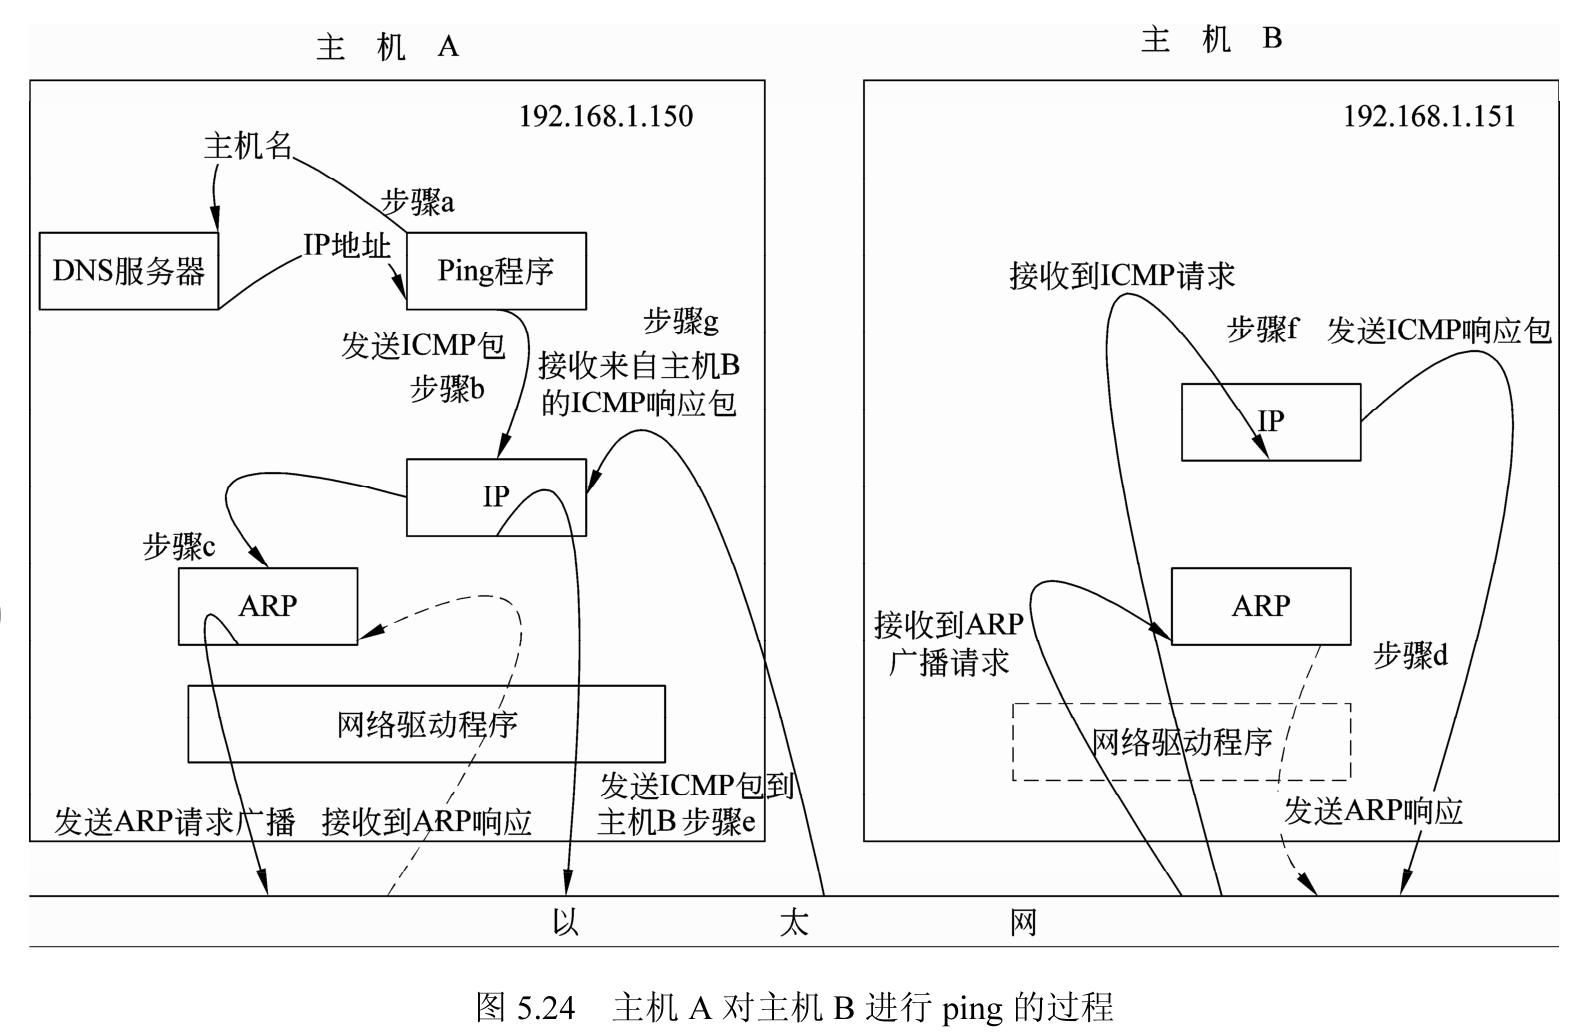 主 机 A
主 机 B
192.168.1.150
192.168.1.151
主机名
步骤a
DNS服务器
IP地址
Ping程序
发送ICMP包
步骤b
步骤g
接收来自主机B
的ICMP响应包
IP
步骤c
ARP
网络驱动程序
发送ARP请求广播
接收到ARP响应
发送ICMP包到
主机B 步骤e
接收到ICMP请求
步骤f
发送ICMP响应包
IP
接收到ARP
广播请求
ARP
步骤d
网络驱动程序
发送ARP响应
以 太 网
图 5.24 主机 A 对主机 B 进行 ping 的过程